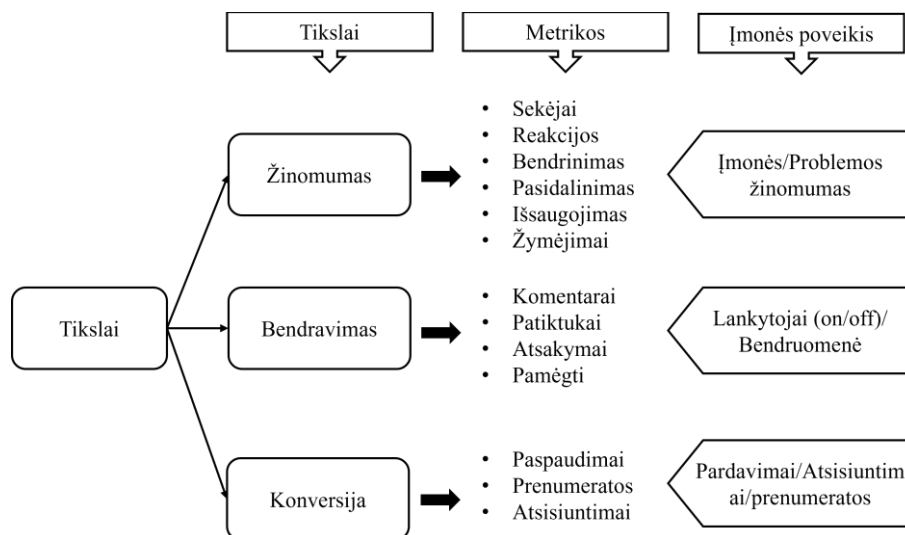 Tikslai
Metrikos
Įmonės poveikis
Tikslai
Žinomumas
• Sekėjai
• Reakcijos
• Bendrinimas
• Pasidalinimas
• Išsaugojimas
• Žymėjimai
Įmonės/Problemos
žinomumas
Bendravimas
• Komentarai
• Patiktukai
• Atsakymai
• Pamėgti
Lankytojai (on/off)/
Bendruomenė
Konversija
• Paspaudimai
• Prenumeratos
• Atsisiuntimai
Pardavimai/Atsisiuntim
ai/prenumeratos